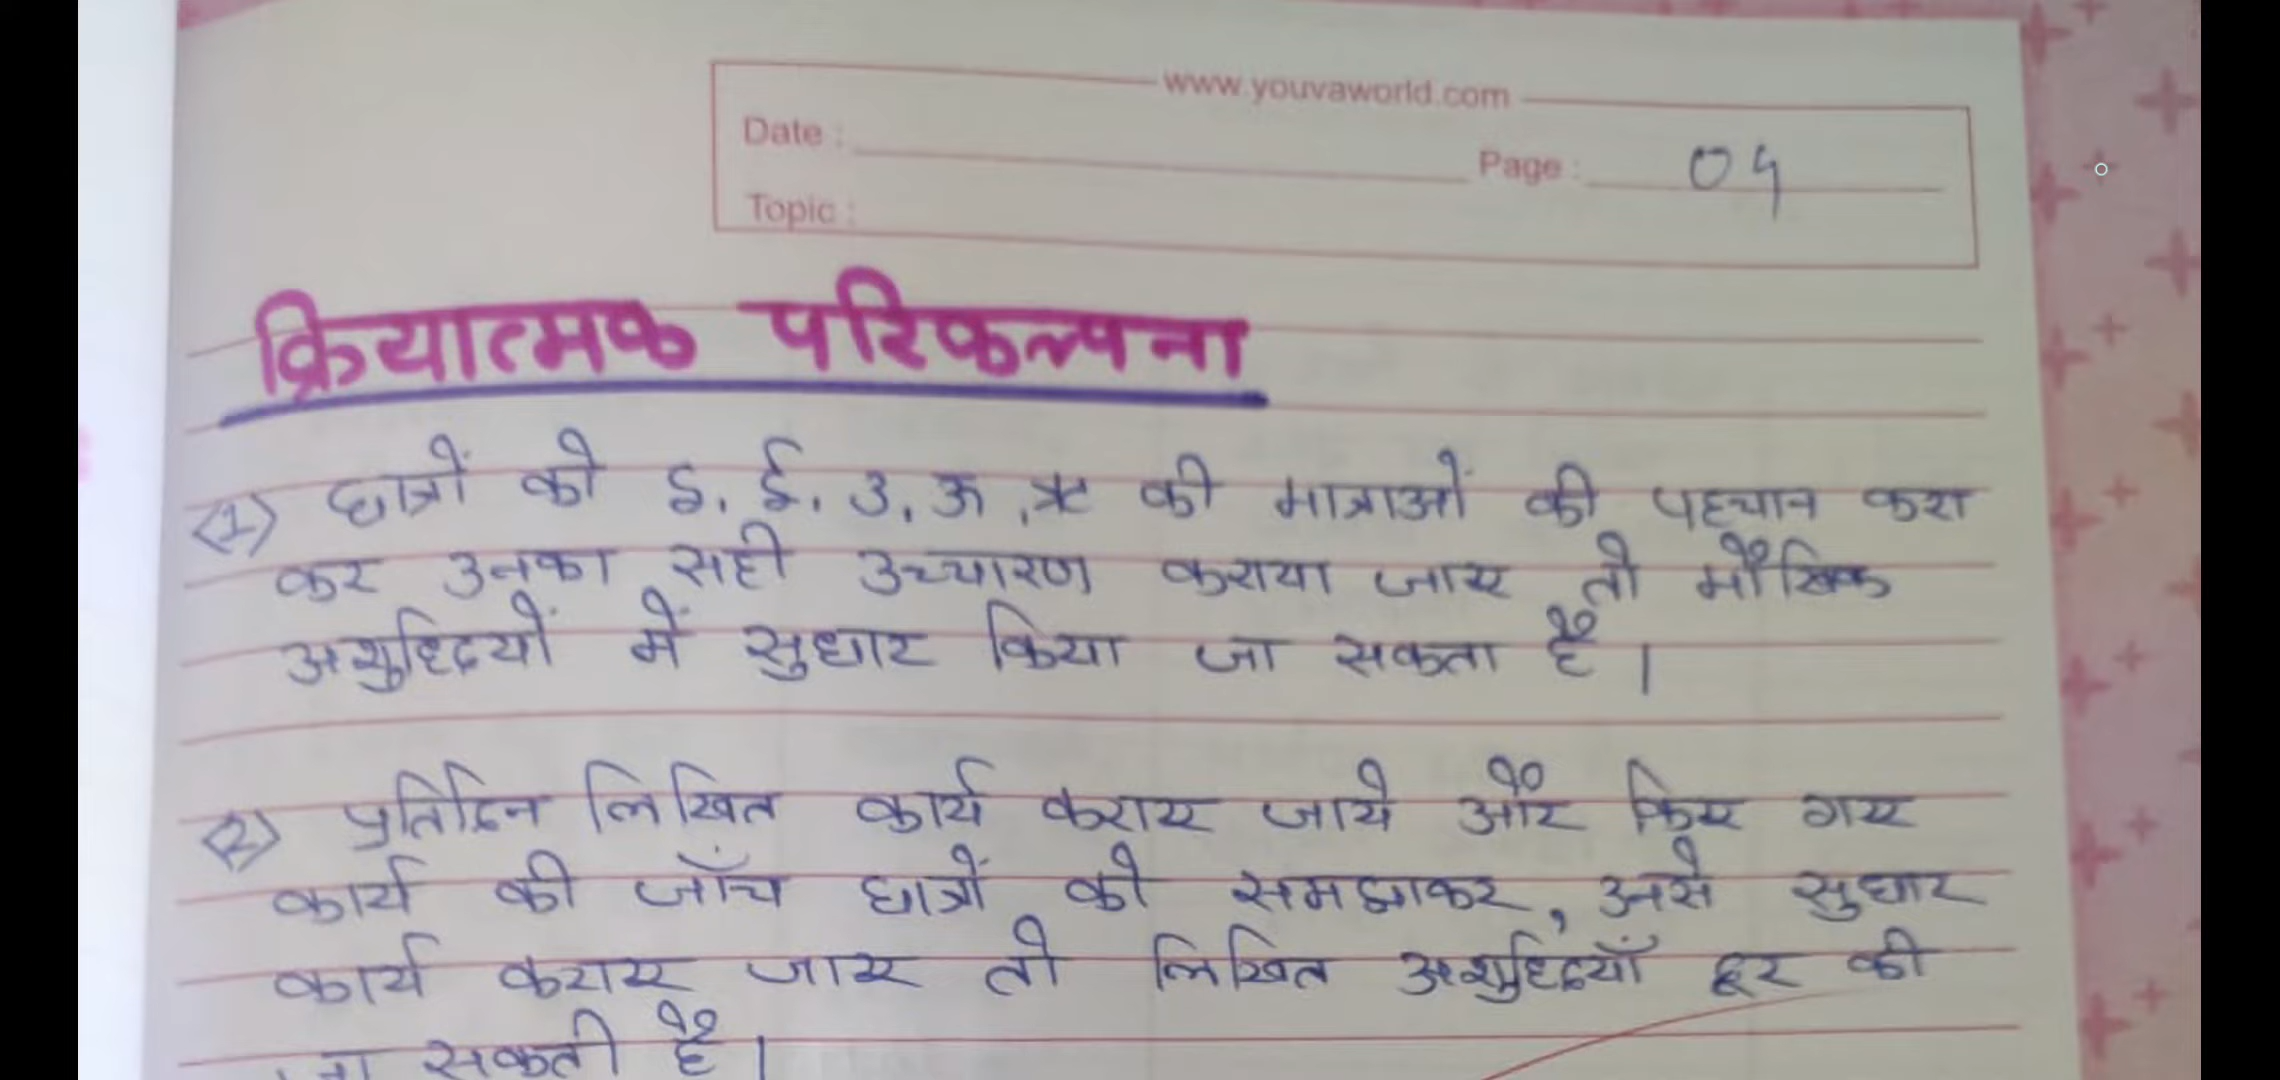 www.youvaworld.com
Date :
Page : 04
Topic :
क्रियात्मक परिकल्पना
(1) छात्रों को इ, ई, उ, ऊ, ऋ की मात्राओं की पहचान करा
कर उनका सही उच्चारण कराया जाए तो मौखिक
अशुद्धियों में सुधार किया जा सकता है।
(2) प्रतिदिन लिखित कार्य कराए जाये और किए गए
कार्य की जाँच छात्रों को समझाकर, उनसे सुधार
कार्य कराए जाए तो लिखित अशुद्धियाँ दूर की
जा सकती है।